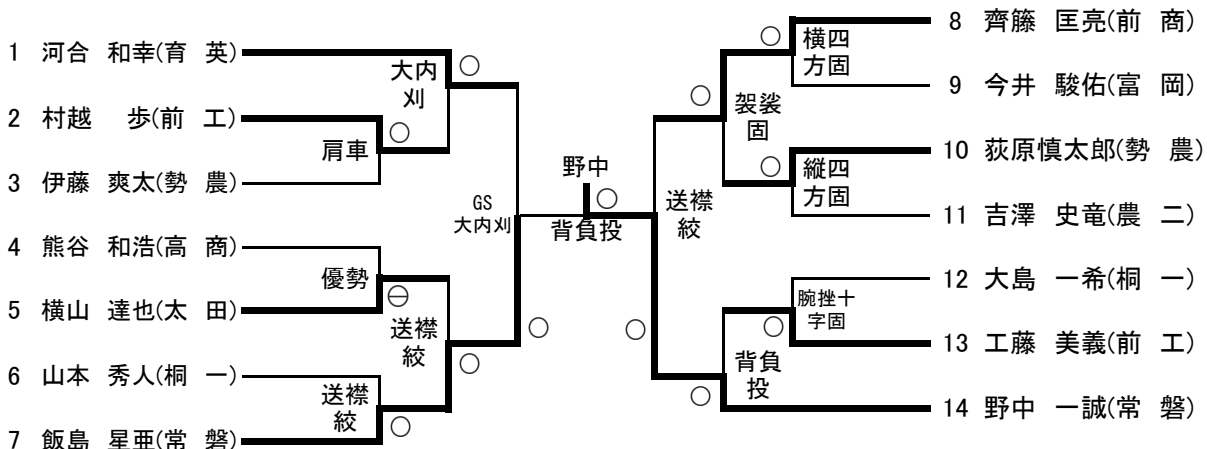 1 河合 和幸(育 英)
大内
刈
○
2 村越 歩(前 工)
肩車
○
3 伊藤 爽太(勢 農)
GS
大内刈
4 熊谷 和浩(高 商)
優勢
5 横山 達也(太 田)
送襟
絞
○
○
6 山本 秀人(桐 一)
送襟
絞
○
7 飯島 星亜(常 磐)
野中
○
背負投
8 齊藤 匡亮(前 商)
○
横四
方固
9 今井 駿佑(富 岡)
○
袈裟
固
10 荻原慎太郎(勢 農)
○
縦四
方固
11 吉澤 史竜(農 二)
送襟
絞
12 大島 一希(桐 一)
腕挫十
字固
○
13 工藤 美義(前 工)
○
背負
投
○
14 野中 一誠(常 磐)